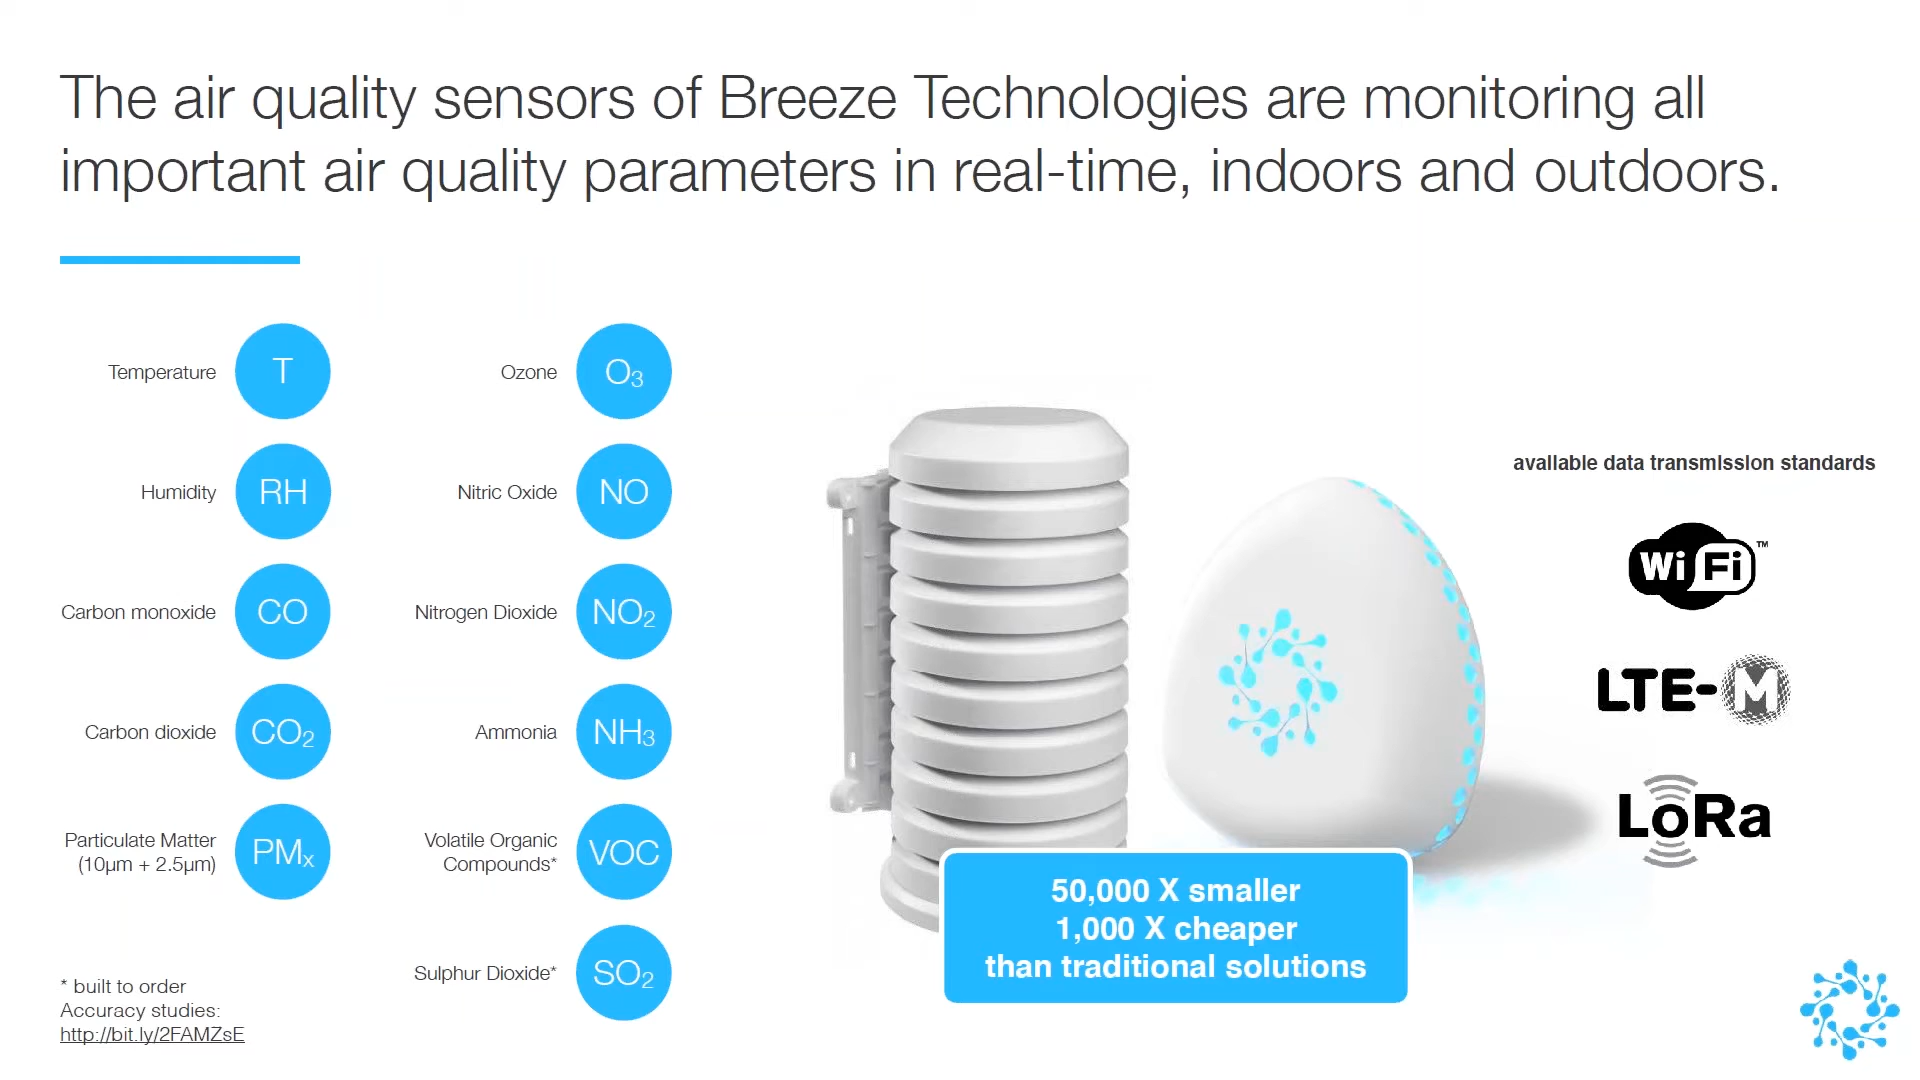 The air quality sensors of Breeze Technologies are monitoring all
important air quality parameters in real-time, indoors and outdoors.
Temperature
T
Humidity
RH
Carbon monoxide
CO
Carbon dioxide
CO₂
Particulate Matter
(10µm + 2.5µm)
PMₓ
Ozone
O₃
Nitric Oxide
NO
Nitrogen Dioxide
NO₂
Ammonia
NH₃
Volatile Organic
Compounds*
VOC
Sulphur Dioxide*
SO₂
* built to order
Accuracy studies:
http://bit.ly/2FAMZsE
50,000 X smaller
1,000 X cheaper
than traditional solutions
available data transmission standards
Wi Fi ™
LTE-M
LoRa